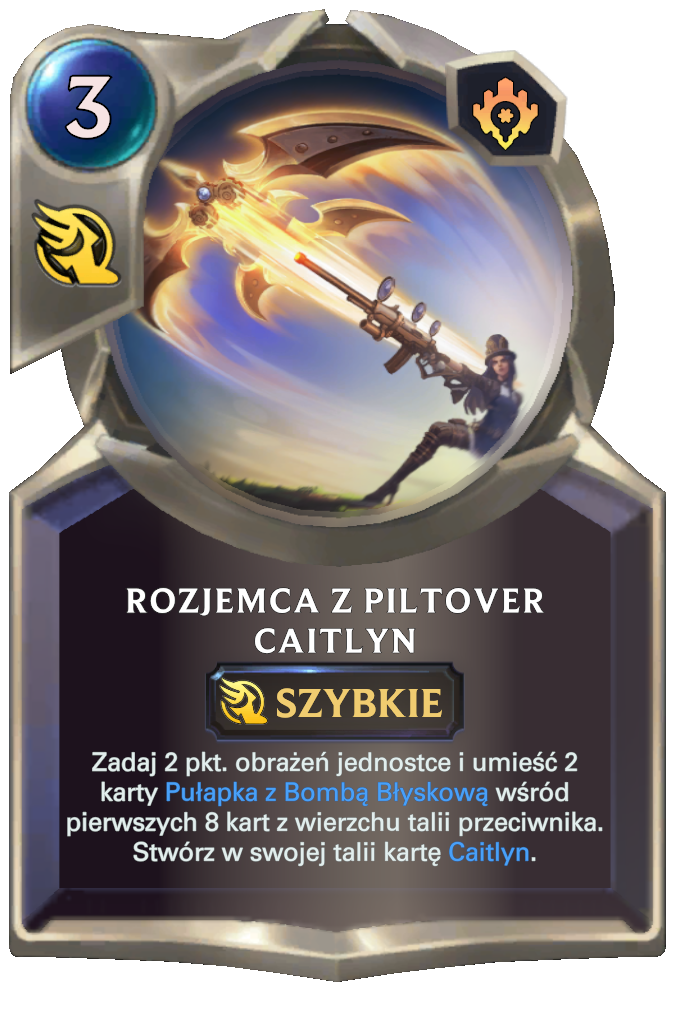 3
ROZJEMCA Z PILTOVER
CAITLYN
SZYBKIE
Zadaj 2 pkt. obrażeń jednostce i umieść 2
karty Pułapka z Bombą Błyskową wśród
pierwszych 8 kart z wierzchu talii przeciwnika.
Stwórz w swojej talii kartę Caitlyn.